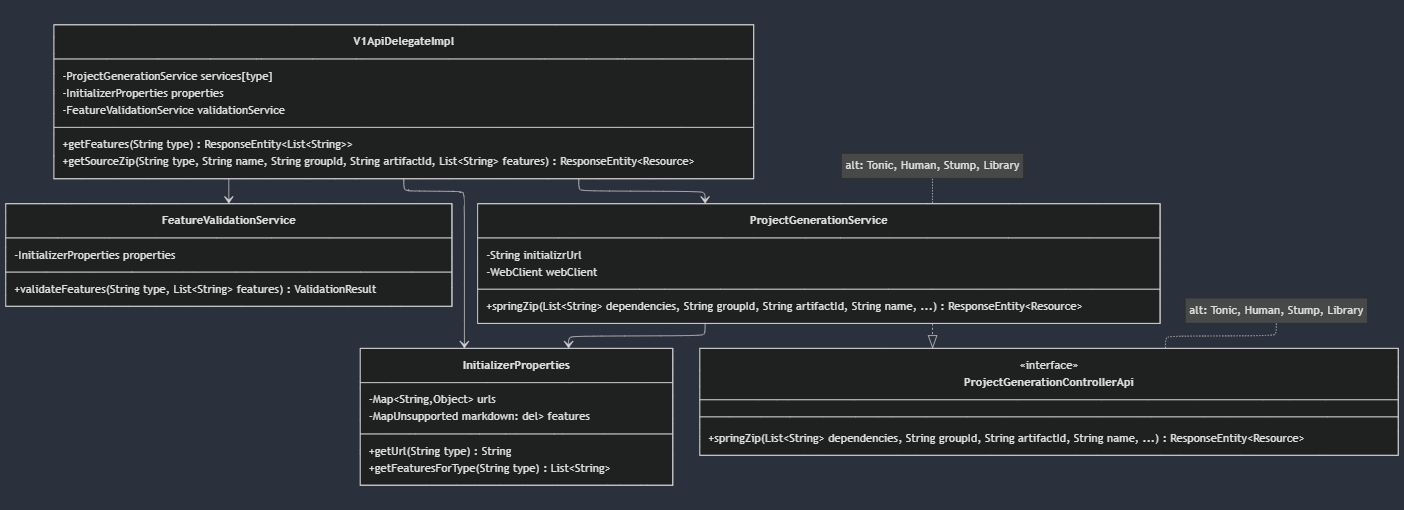 V1ApiDelegateImpl
-ProjectGenerationService services[type]
-InitializerProperties properties
-FeatureValidationService validationService
+getFeatures(String type) : ResponseEntity<List<String>>
+getSourceZip(String type, String name, String groupId, String artifactId, List<String> features) : ResponseEntity<Resource>
alt: Tonic, Human, Stump, Library
FeatureValidationService
-InitializerProperties properties
+validateFeatures(String type, List<String> features) : ValidationResult
ProjectGenerationService
-String initializrUrl
-WebClient webClient
+springZip(List<String> dependencies, String groupId, String artifactId, String name, ...) : ResponseEntity<Resource>
alt: Tonic, Human, Stump, Library
InitializerProperties
-Map<String,Object> urls
-MapUnsupported markdown: del> features
+getUrl(String type) : String
+getFeaturesForType(String type) : List<String>
«interface»
ProjectGenerationControllerApi
+springZip(List<String> dependencies, String groupId, String artifactId, String name, ...) : ResponseEntity<Resource>